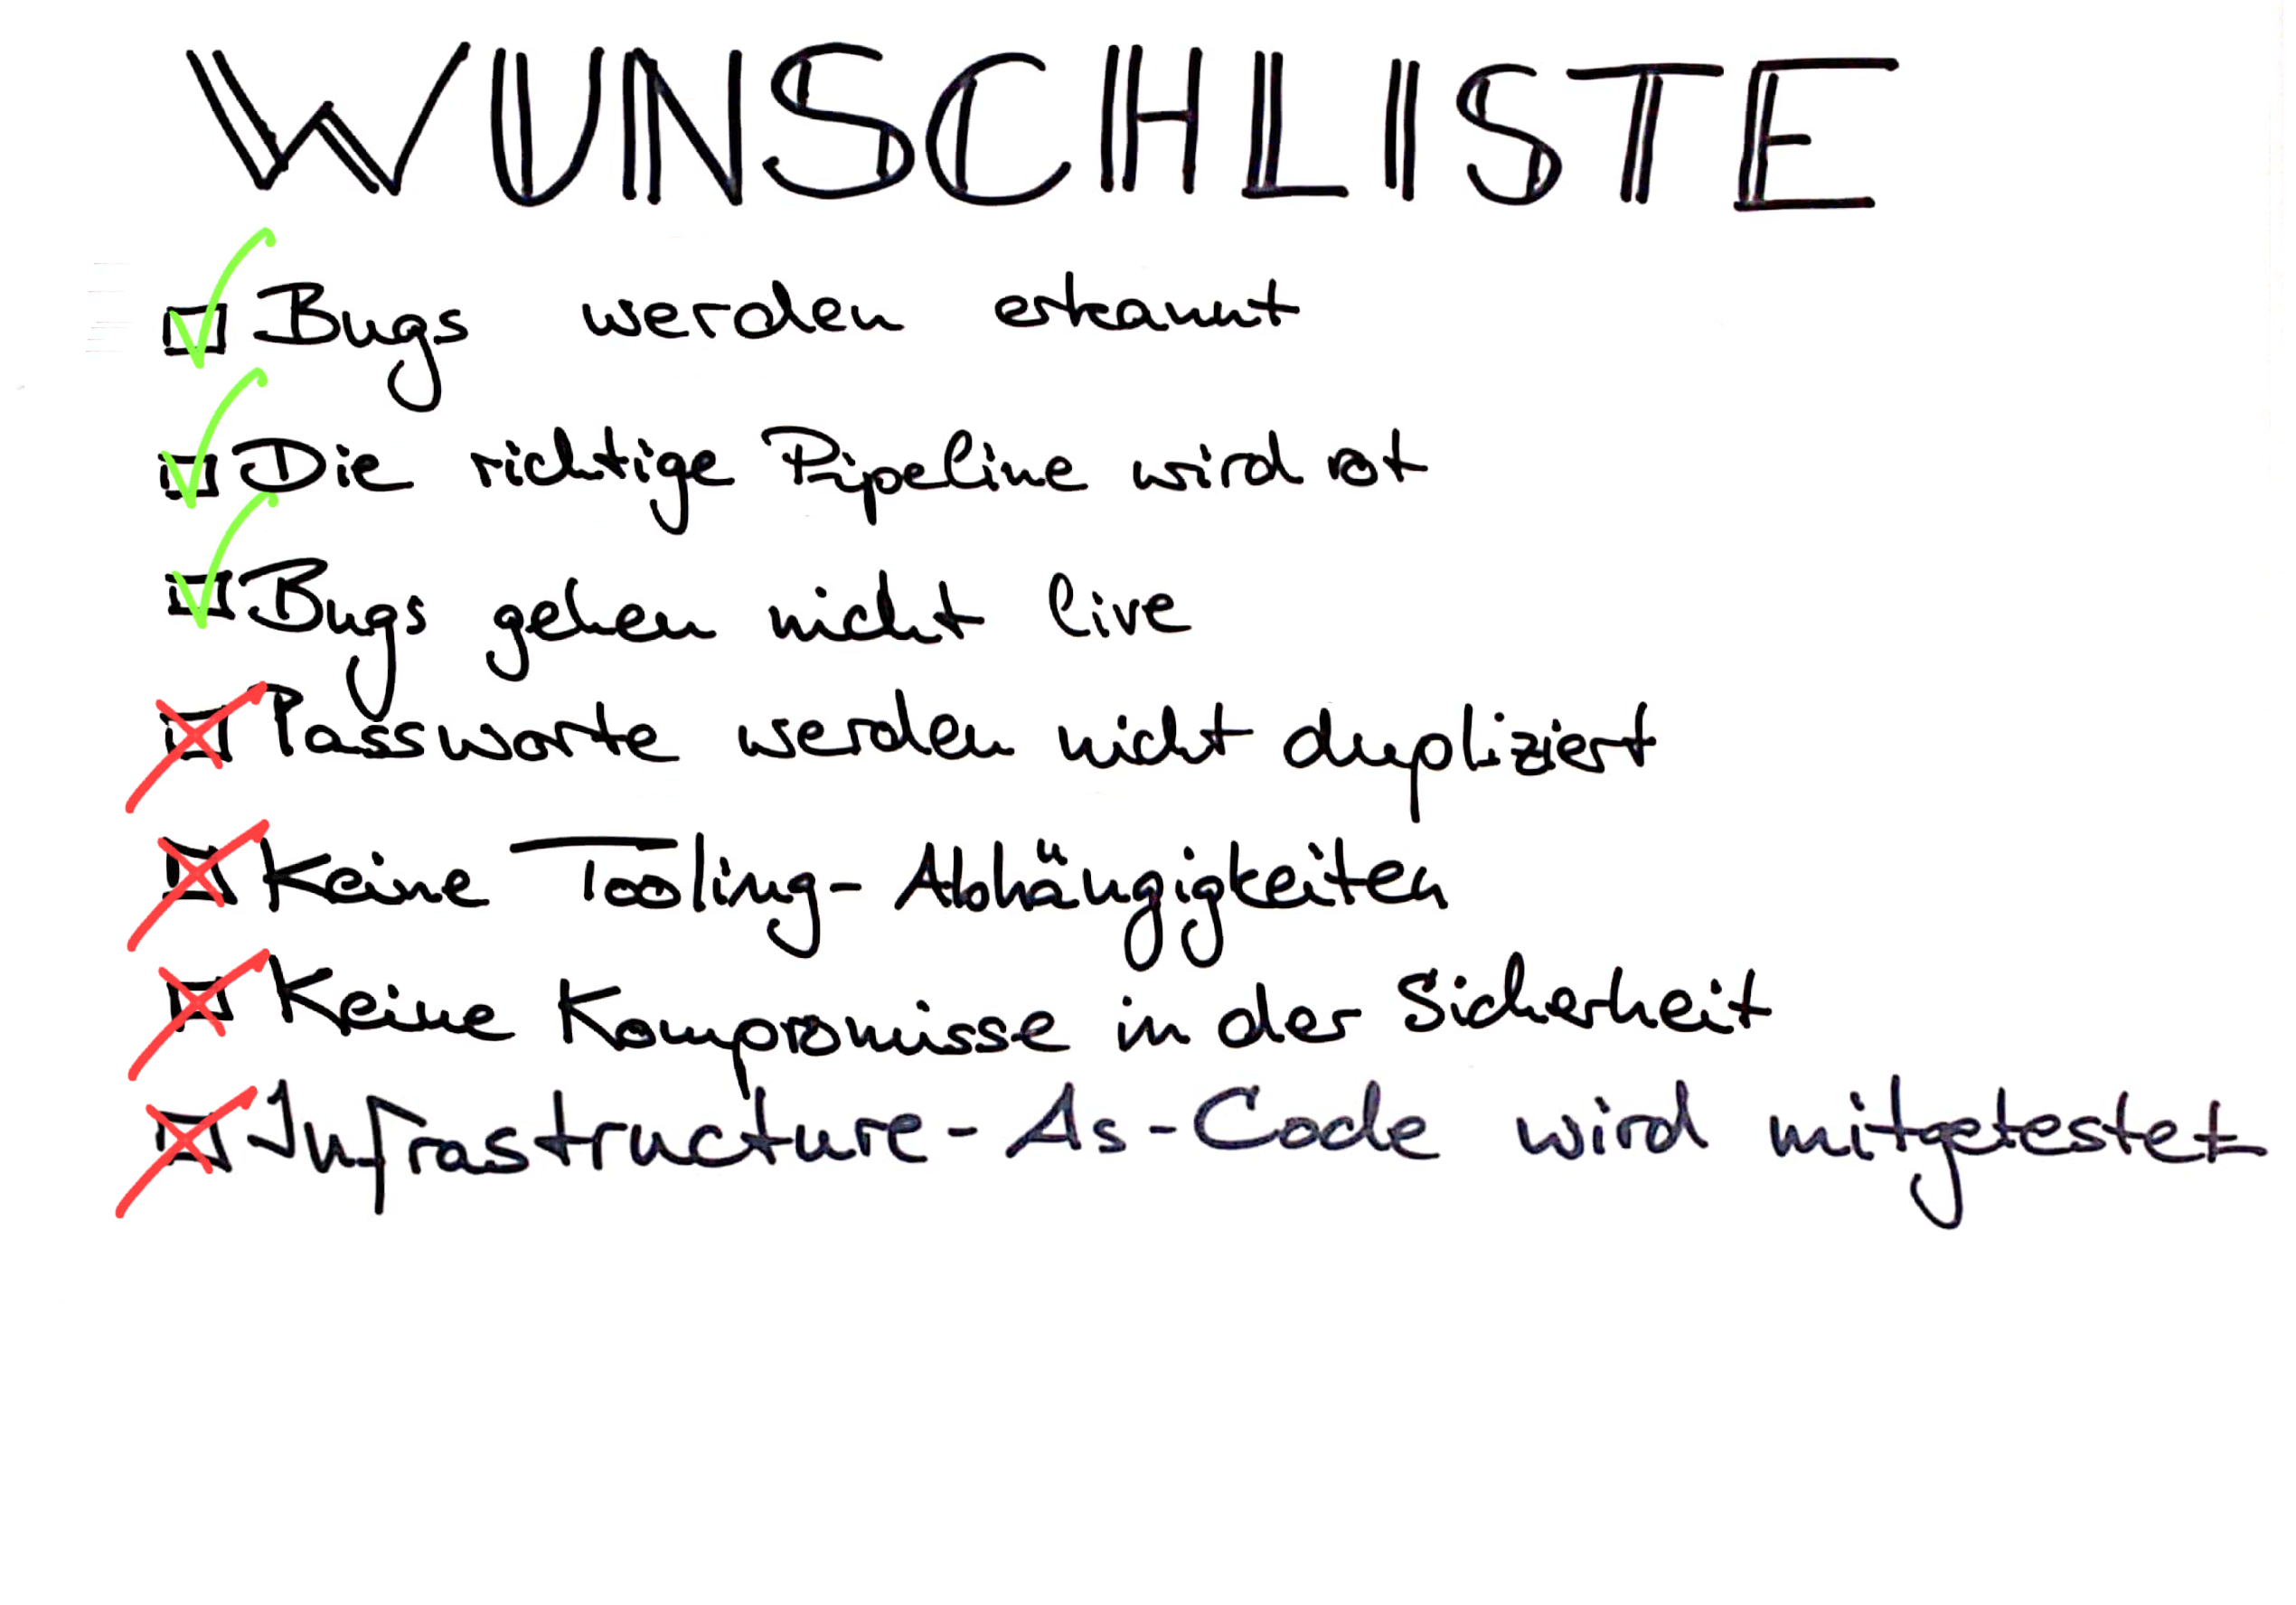 WUNSCHLISTE
Bugs werden erkannt
Die richtige Pipeline wird rot
Bugs gehen nicht live
Passworte werden nicht dupliziert
Keine Tooling-Abhängigkeiten
Keine Kompromisse in der Sicherheit
Infrastructure-As-Code wird mitgetestet